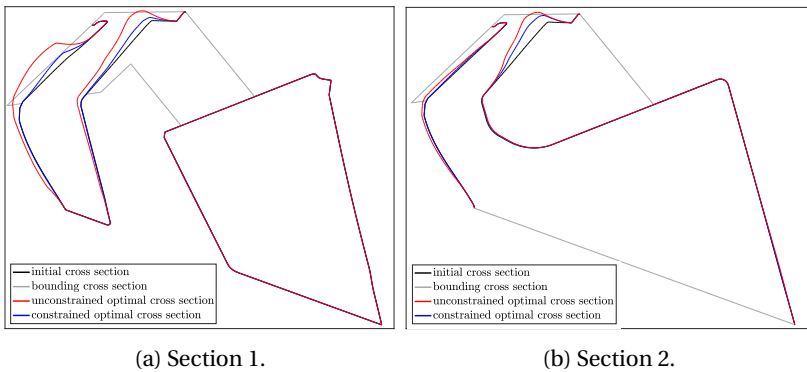 initial cross section
bounding cross section
unconstrained optimal cross section
constrained optimal cross section
initial cross section
bounding cross section
unconstrained optimal cross section
constrained optimal cross section
(a) Section 1.
(b) Section 2.